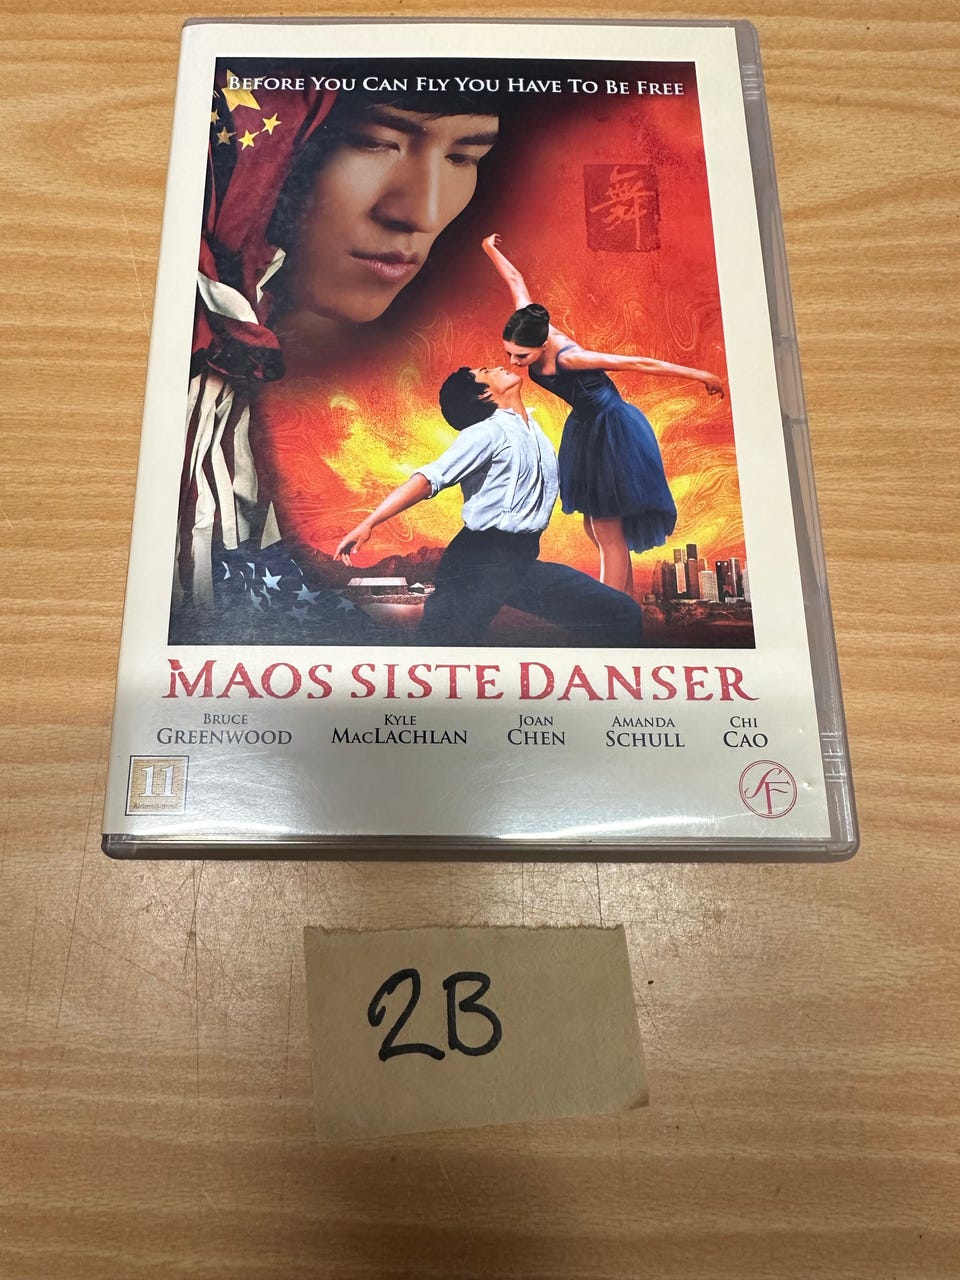 BEFORE YOU CAN FLY YOU HAVE TO BE FREE
舞
MAOS SISTE DANSER
BRUCE GREENWOOD
KYLE MACLACHLAN
JOAN CHEN
AMANDA SCHULL
CHI CAO
11
Aldersgrense
SF
2B